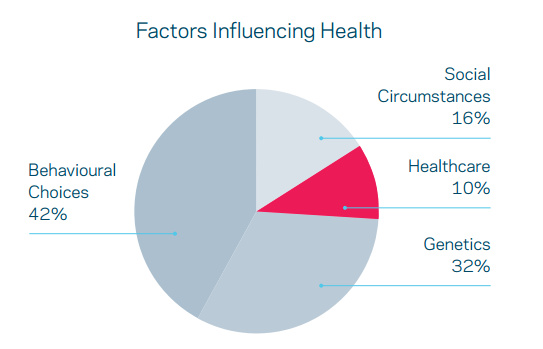 Factors Influencing Health
Social
Circumstances
16%
Healthcare
10%
Behavioural
Choices
42%
Genetics
32%